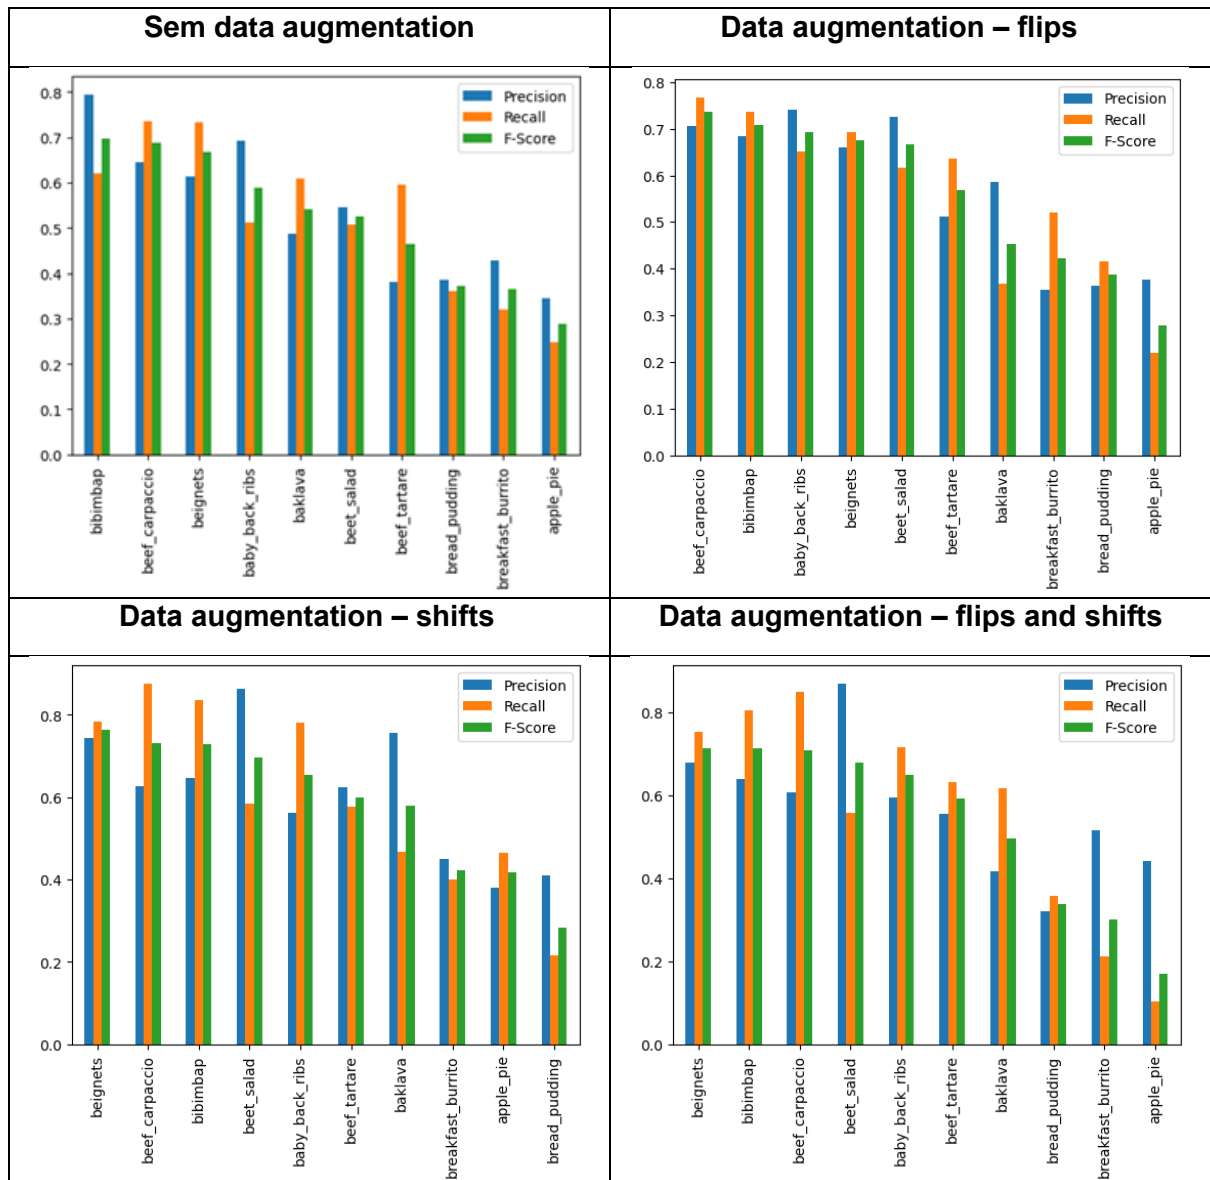 Sem data augmentation
Data augmentation – flips
0.8
0.7
0.6
0.5
0.4
0.3
0.2
0.1
0.0
Precision
Recall
F-Score
bibimbap
beef_carpaccio
beignets
baby_back_ribs
baklava
beet_salad
beef_tartare
bread_pudding
breakfast_burrito
apple_pie
0.8
0.7
0.6
0.5
0.4
0.3
0.2
0.1
0.0
Precision
Recall
F-Score
beef_carpaccio
bibimbap
baby_back_ribs
beignets
beet_salad
beef_tartare
baklava
breakfast_burrito
bread_pudding
apple_pie
Data augmentation – shifts
Data augmentation – flips and shifts
0.8
0.6
0.4
0.2
0.0
Precision
Recall
F-Score
beignets
beef_carpaccio
bibimbap
beet_salad
baby_back_ribs
beef_tartare
baklava
breakfast_burrito
apple_pie
bread_pudding
0.8
0.6
0.4
0.2
0.0
Precision
Recall
F-Score
beignets
bibimbap
beef_carpaccio
beet_salad
baby_back_ribs
beef_tartare
baklava
bread_pudding
breakfast_burrito
apple_pie